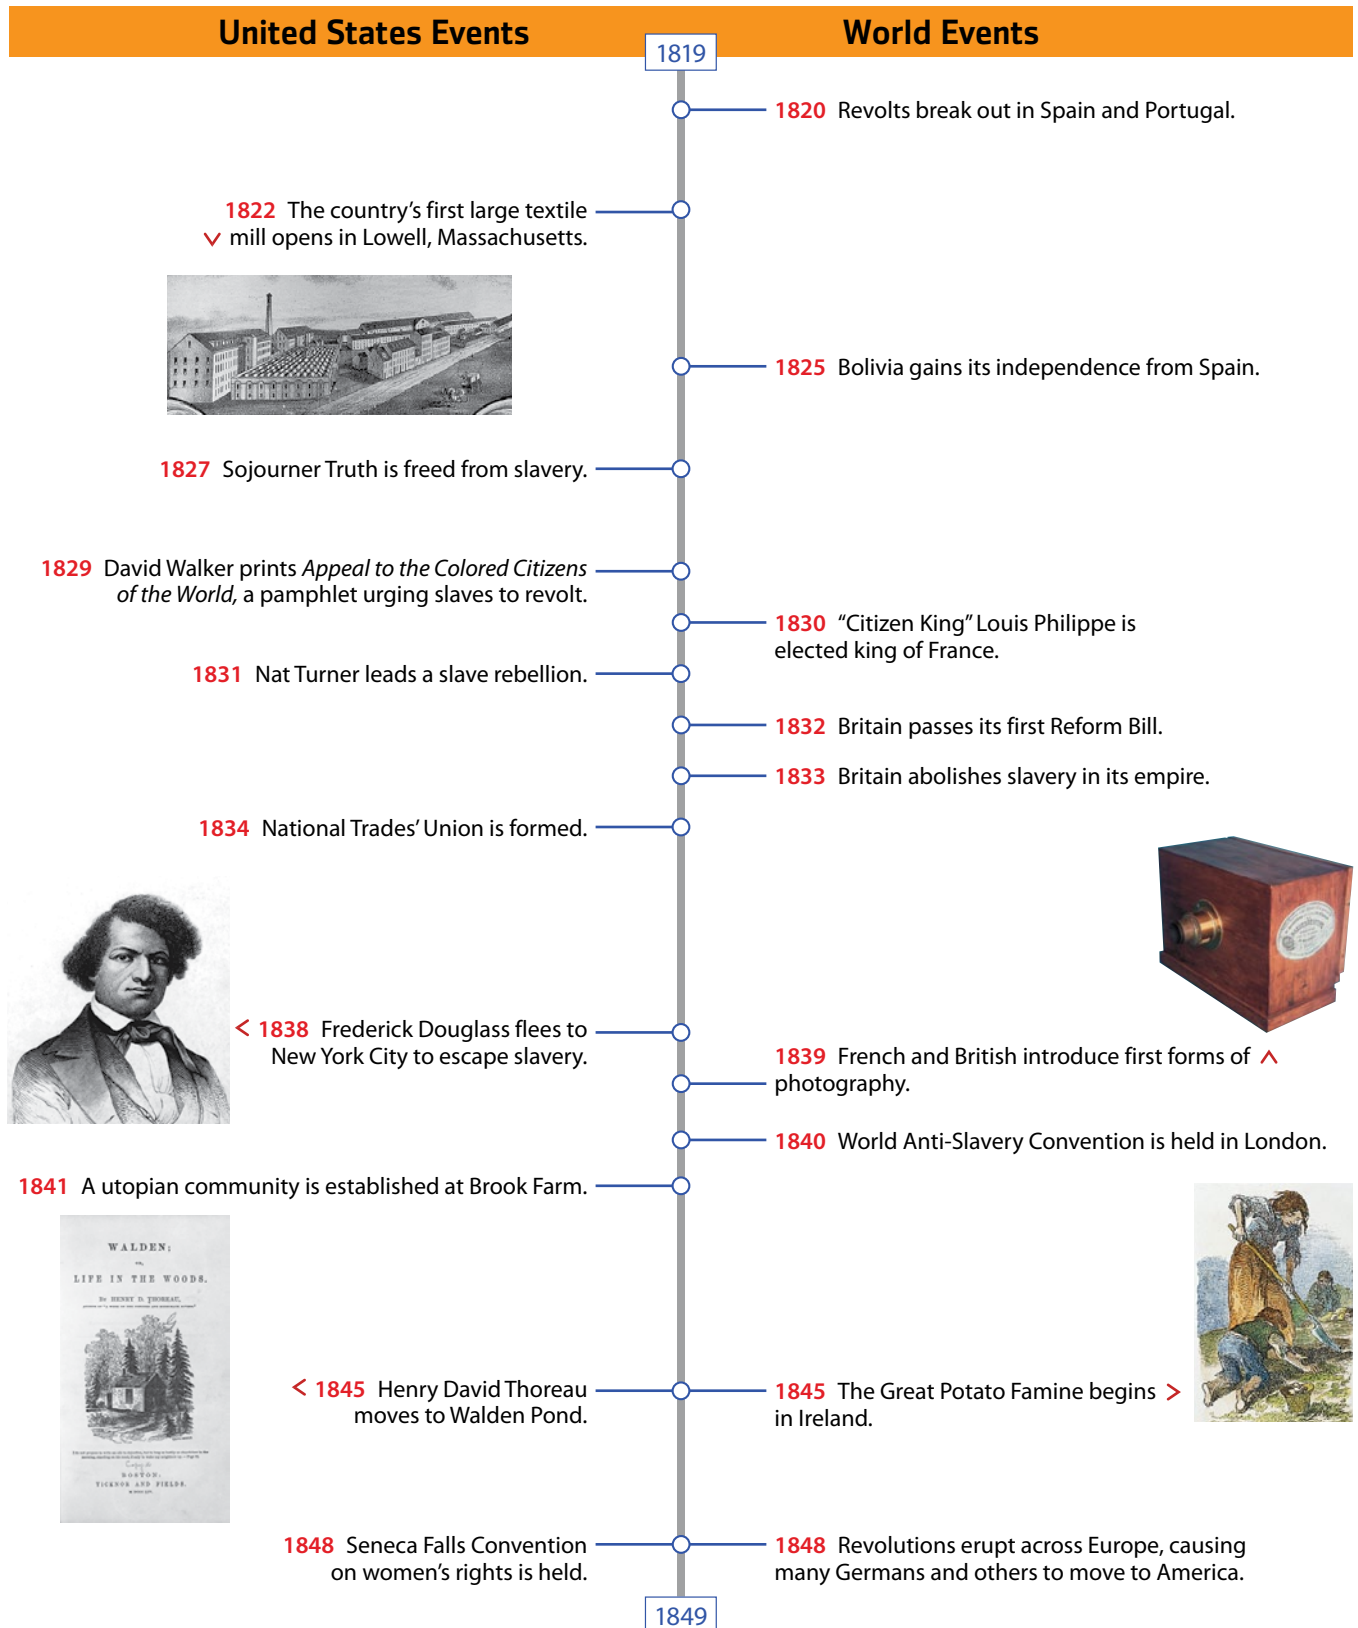 United States Events
World Events
1819
1820 Revolts break out in Spain and Portugal.
1822 The country's first large textile
mill opens in Lowell, Massachusetts.
1825 Bolivia gains its independence from Spain.
1827 Sojourner Truth is freed from slavery.
1829 David Walker prints Appeal to the Colored Citizens
of the World, a pamphlet urging slaves to revolt.
1830 “Citizen King” Louis Philippe is
elected king of France.
1831 Nat Turner leads a slave rebellion.
1832 Britain passes its first Reform Bill.
1833 Britain abolishes slavery in its empire.
1834 National Trades’ Union is formed.
< 1838 Frederick Douglass flees to
New York City to escape slavery.
1839 French and British introduce first forms of
photography.
1840 World Anti-Slavery Convention is held in London.
1841 A utopian community is established at Brook Farm.
WALDEN;
OR,
LIFE IN THE WOODS.
BY HENRY D. THOREAU,
BOSTON:
TICKNOR AND FIELDS.
< 1845 Henry David Thoreau
moves to Walden Pond.
1845 The Great Potato Famine begins >
in Ireland.
1848 Seneca Falls Convention
on women’s rights is held.
1848 Revolutions erupt across Europe, causing
many Germans and others to move to America.
1849